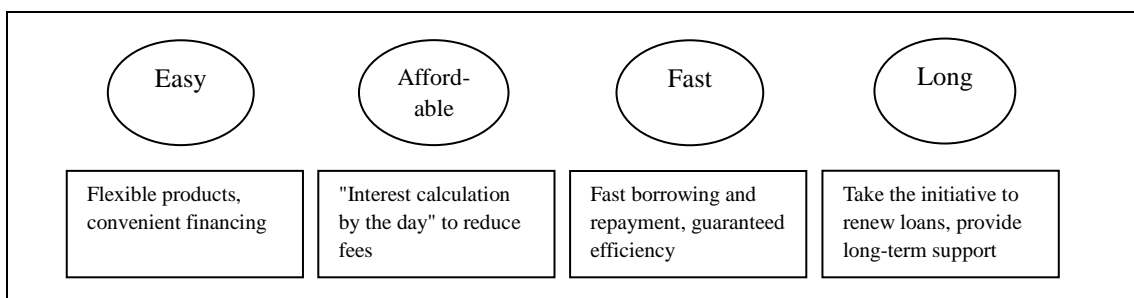 Easy
Afford-
able
Fast
Long
Flexible products,
convenient financing
"Interest calculation
by the day" to reduce
fees
Fast borrowing and
repayment, guaranteed
efficiency
Take the initiative to
renew loans, provide
long-term support